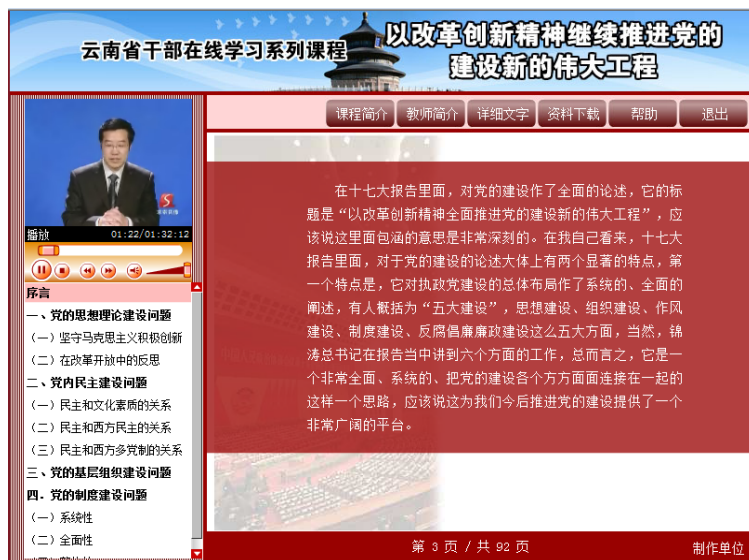 云南省干部在线学习系列课程
以改革创新精神继续推进党的
建设新的伟大工程
课程简介 教师简介 详细文字 资料下载 帮助 退出
播放 01:22/01:32:12
序言
一、党的思想理论建设问题
（一）坚守马克思主义积极创新
（二）在改革开放中的反思
二、党内民主建设问题
（一）民主和文化素质的关系
（二）民主和西方民主的关系
（三）民主和西方多党制的关系
三、党的基层组织建设问题
四．党的制度建设问题
（一）系统性
（二）全面性
在十七大报告里面，对党的建设作了全面的论述，它的标
题是“以改革创新精神全面推进党的建设新的伟大工程”，应
该说这里面包涵的意思是非常深刻的。在我自己看来，十七大
报告里面，对于党的建设的论述大体上有两个显著的特点，第
一个特点是，它对执政党建设的总体布局作了系统的、全面的
阐述，有人概括为“五大建设”，思想建设、组织建设、作风
建设、制度建设、反腐倡廉廉政建设这么五大方面，当然，锦
涛总书记在报告当中讲到六个方面的工作，总而言之，它是一
个非常全面、系统的、把党的建设各个方方面面连接在一起的
这样一个思路，应该说这为我们今后推进党的建设提供了一个
非常广阔的平台。
第 3 页 / 共 92 页
制作单位